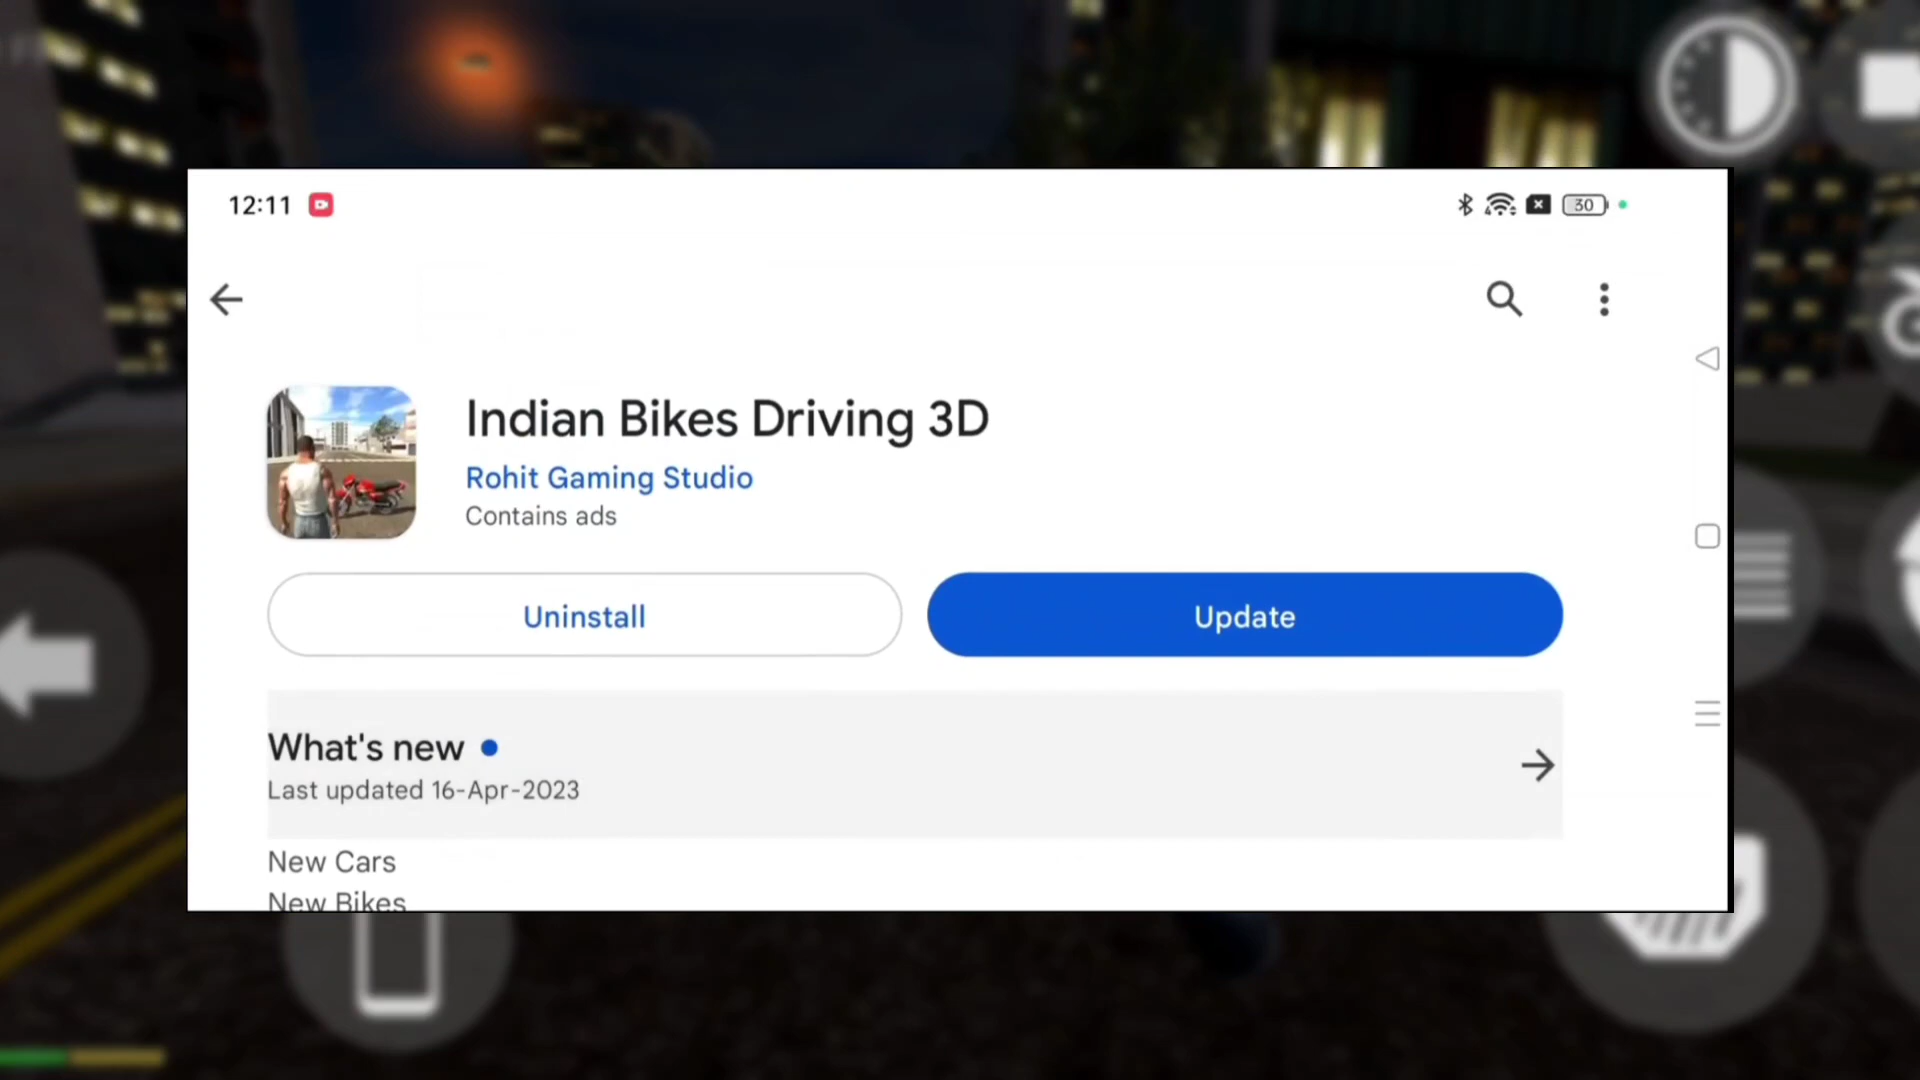 12:11
30
Indian Bikes Driving 3D
Rohit Gaming Studio
Contains ads
Uninstall
Update
What's new
Last updated 16-Apr-2023
New Cars
New Bikes